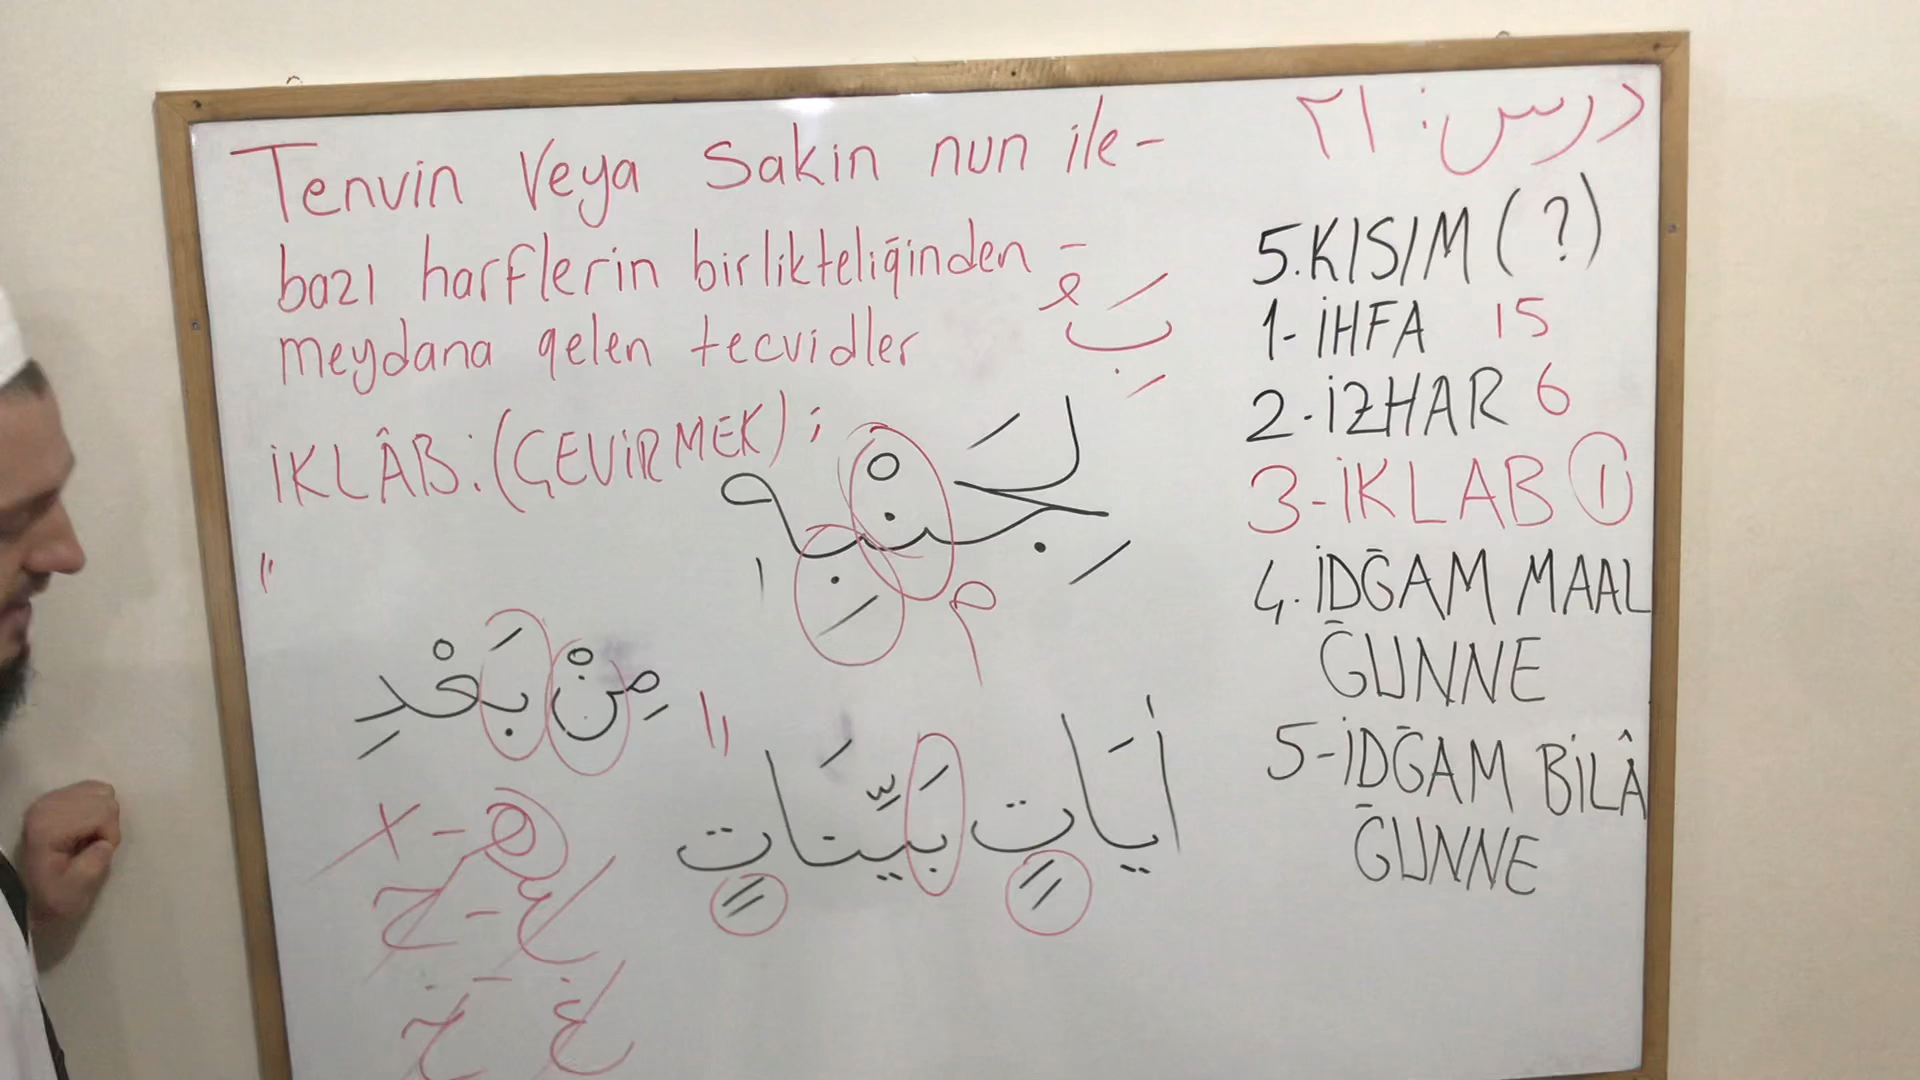 درس: ٢١
Tenvin Veya Sakin nun ile-
bazı harflerin birlikteliğinden -
meydana gelen tecvidler
İKLÂB: (ÇEVİRMEK) ;
5.KISIM (?)
1- İHFA 15
2- İZHAR 6
3-İKLAB 1
4. İDĞAM MAAL
ĞUNNE
5-İDĞAM BİLÂ
ĞUNNE
م
مِنْ بَعْدِ
أيَاتٍ بَيِّنَاتٍ
ع - ح
غ خ